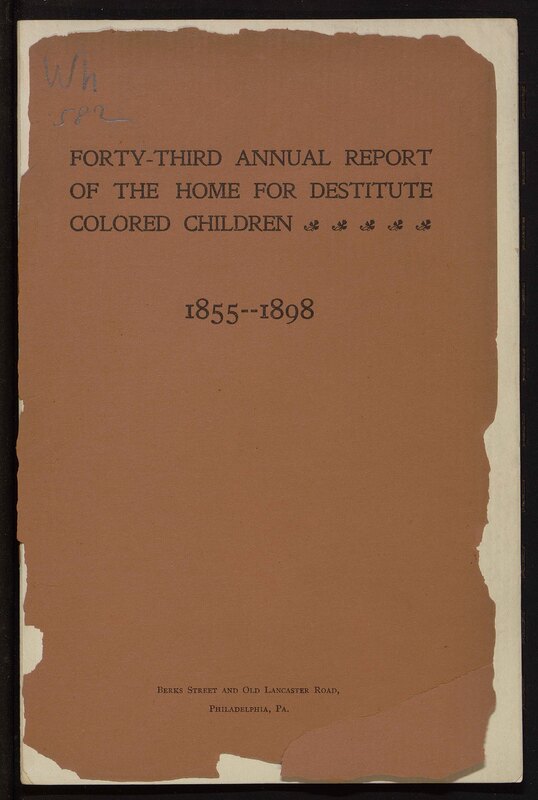 Wh
582
FORTY-THIRD ANNUAL REPORT
OF THE HOME FOR DESTITUTE
COLORED CHILDREN
1855--1898
BERKS STREET AND OLD LANCASTER ROAD,
PHILADELPHIA, PA.